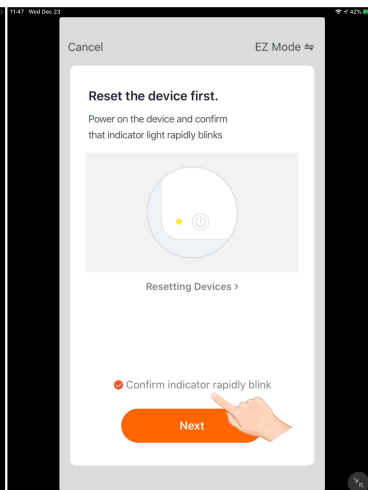 11:47 Wed Dec 23
42%
Cancel
EZ Mode ⇋
Reset the device first.
Power on the device and confirm
that indicator light rapidly blinks
Resetting Devices >
Confirm indicator rapidly blink
Next